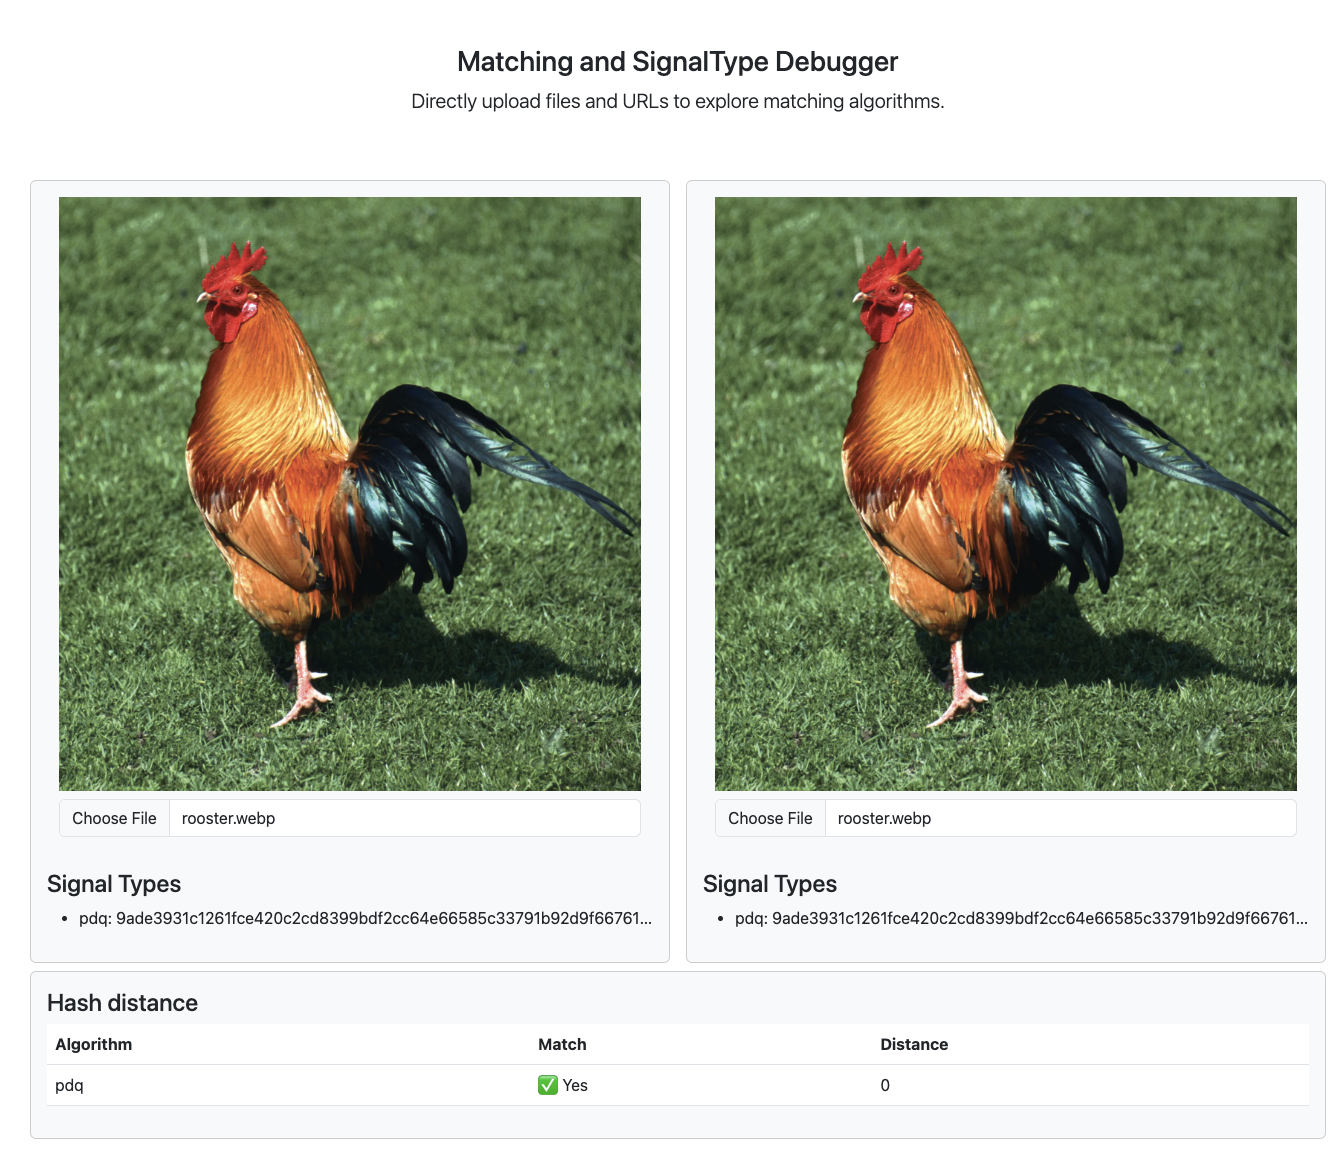 Matching and SignalType Debugger
Directly upload files and URLs to explore matching algorithms.
Choose File rooster.webp
Signal Types
• pdq: 9ade3931c1261fce420c2cd8399bdf2cc64e66585c33791b92d9f66761...
Choose File rooster.webp
Signal Types
• pdq: 9ade3931c1261fce420c2cd8399bdf2cc64e66585c33791b92d9f66761...
Hash distance
Algorithm Match Distance
pdq ✅ Yes 0